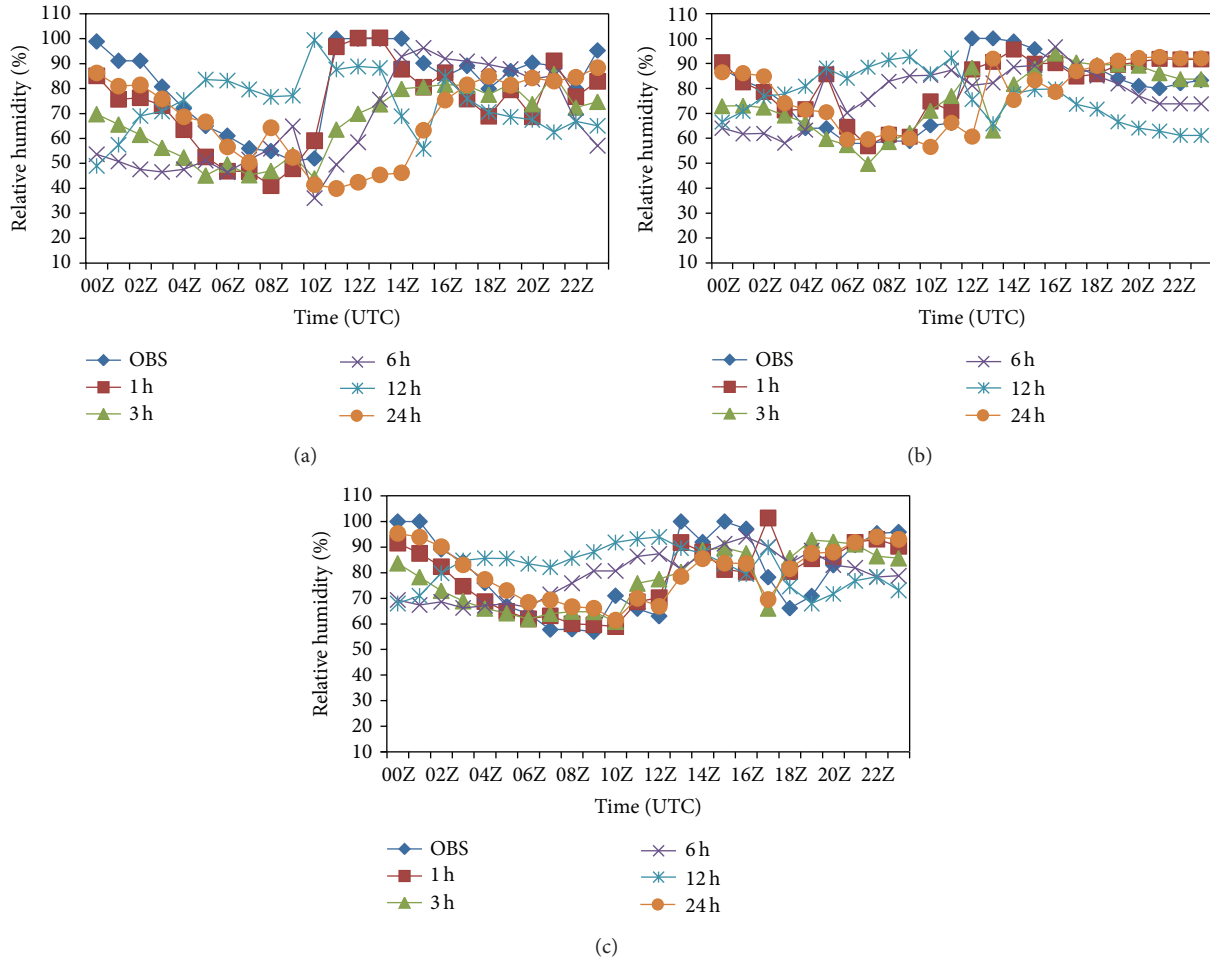 110
100
90
80
70
60
50
40
30
20
10
Relative humidity (%)
00Z 02Z 04Z 06Z 08Z 10Z 12Z 14Z 16Z 18Z 20Z 22Z
Time (UTC)
OBS
1 h
3 h
6 h
12 h
24 h
(a)
110
100
90
80
70
60
50
40
30
20
10
Relative humidity (%)
00Z 02Z 04Z 06Z 08Z 10Z 12Z 14Z 16Z 18Z 20Z 22Z
Time (UTC)
OBS
1 h
3 h
6 h
12 h
24 h
(b)
110
100
90
80
70
60
50
40
30
20
10
Relative humidity (%)
00Z 02Z 04Z 06Z 08Z 10Z 12Z 14Z 16Z 18Z 20Z 22Z
Time (UTC)
OBS
1 h
3 h
6 h
12 h
24 h
(c)